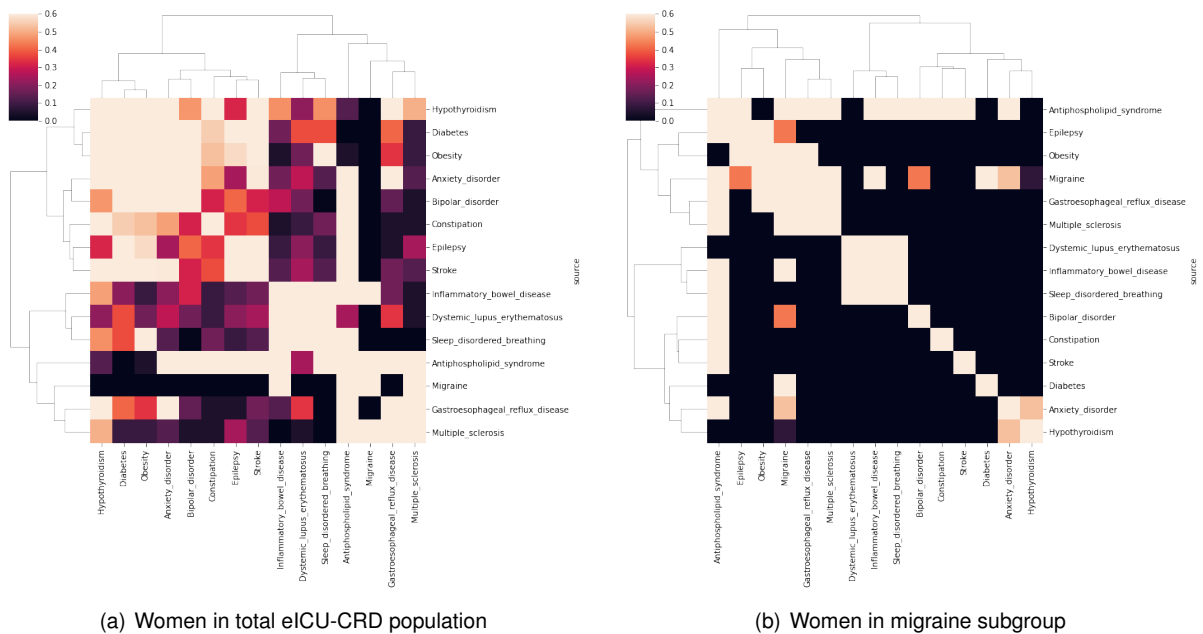 0.6
0.5
0.4
0.3
0.2
0.1
0.0
Hypothyroidism
Diabetes
Obesity
Anxiety_disorder
Bipolar_disorder
Constipation
Epilepsy
Stroke
Inflammatory_bowel_disease
Dystemic_lupus_erythematosus
Sleep_disordered_breathing
Antiphospholipid_syndrome
Migraine
Gastroesophageal_reflux_disease
Multiple_sclerosis
source
Hypothyroidism
Diabetes
Obesity
Anxiety_disorder
Bipolar_disorder
Constipation
Epilepsy
Stroke
Inflammatory_bowel_disease
Dystemic_lupus_erythematosus
Sleep_disordered_breathing
Antiphospholipid_syndrome
Migraine
Gastroesophageal_reflux_disease
Multiple_sclerosis
(a) Women in total eICU-CRD population
0.6
0.5
0.4
0.3
0.2
0.1
0.0
Antiphospholipid_syndrome
Epilepsy
Obesity
Migraine
Gastroesophageal_reflux_disease
Multiple_sclerosis
Dystemic_lupus_erythematosus
Inflammatory_bowel_disease
Sleep_disordered_breathing
Bipolar_disorder
Constipation
Stroke
Diabetes
Anxiety_disorder
Hypothyroidism
source
Antiphospholipid_syndrome
Epilepsy
Obesity
Migraine
Gastroesophageal_reflux_disease
Multiple_sclerosis
Dystemic_lupus_erythematosus
Inflammatory_bowel_disease
Sleep_disordered_breathing
Bipolar_disorder
Constipation
Stroke
Diabetes
Anxiety_disorder
Hypothyroidism
(b) Women in migraine subgroup